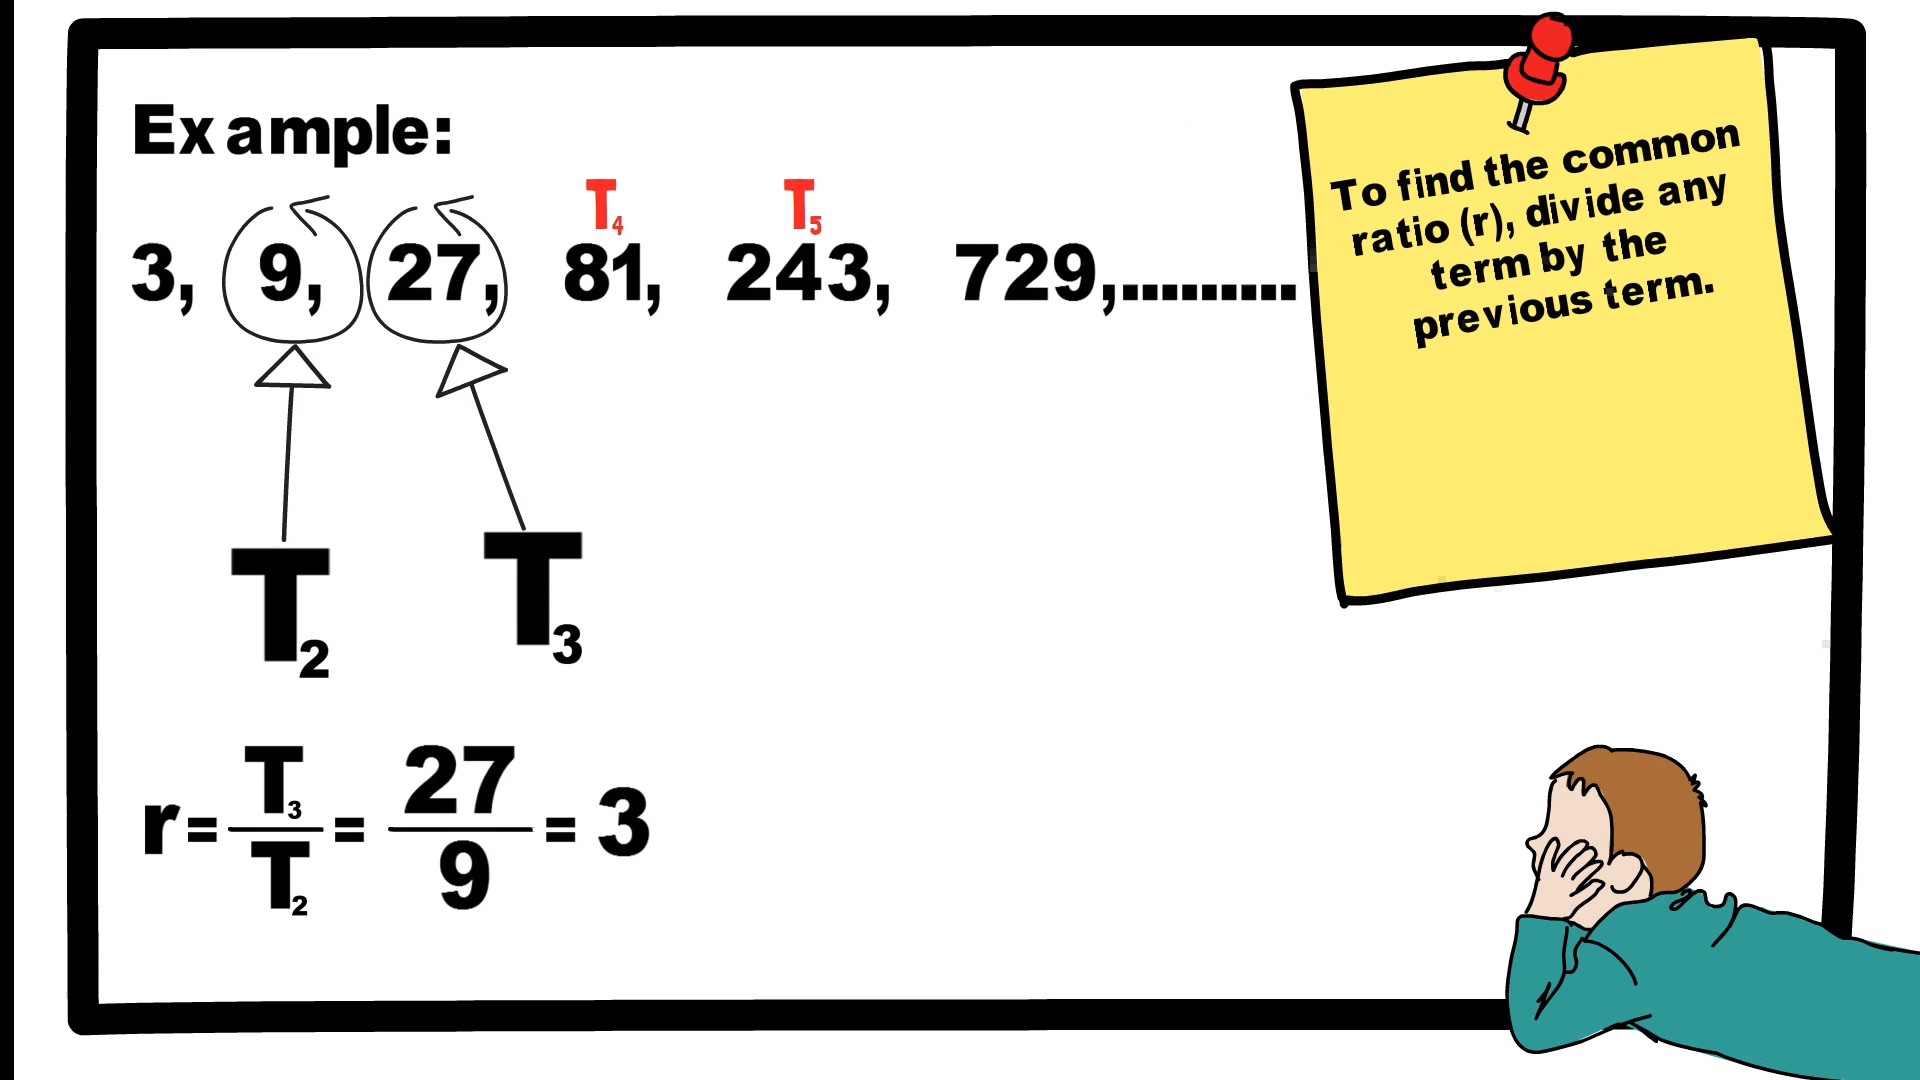 Example:
T4 T5
3, 9, 27, 81, 243, 729,.........
To find the common
ratio (r), divide any
term by the
previous term.
T2 T3
r = T3/T2 = 27/9 = 3